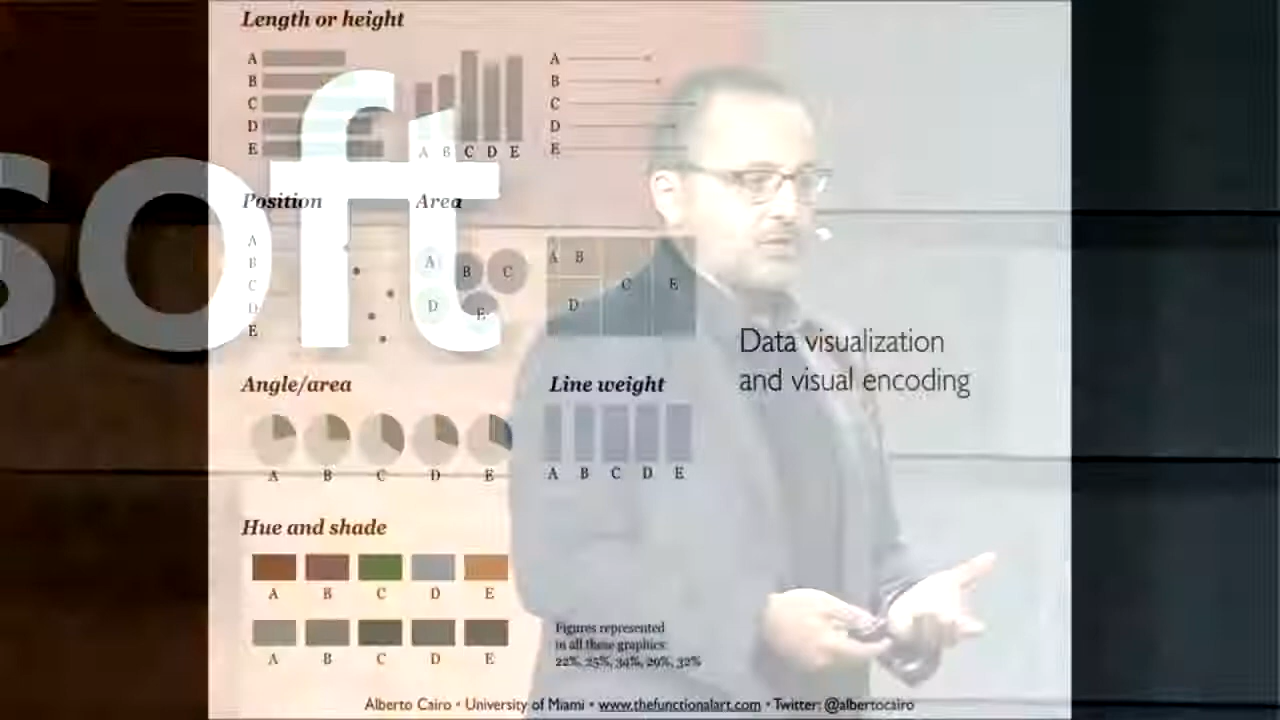 Length or height
A
B
C
D
E
A B C D E
A
B
C
D
E
soft
Position
Area
A
B
C
D
E
A B C
D E
A B
C E
D
Data visualization
and visual encoding
Angle/area
Line weight
A B C D E
A B C D E
Hue and shade
A B C D E
A B C D E
Figures represented
in all these graphics:
22%, 25%, 34%, 29%, 32%
Alberto Cairo • University of Miami • www.thefunctionalart.com • Twitter: @albertocairo